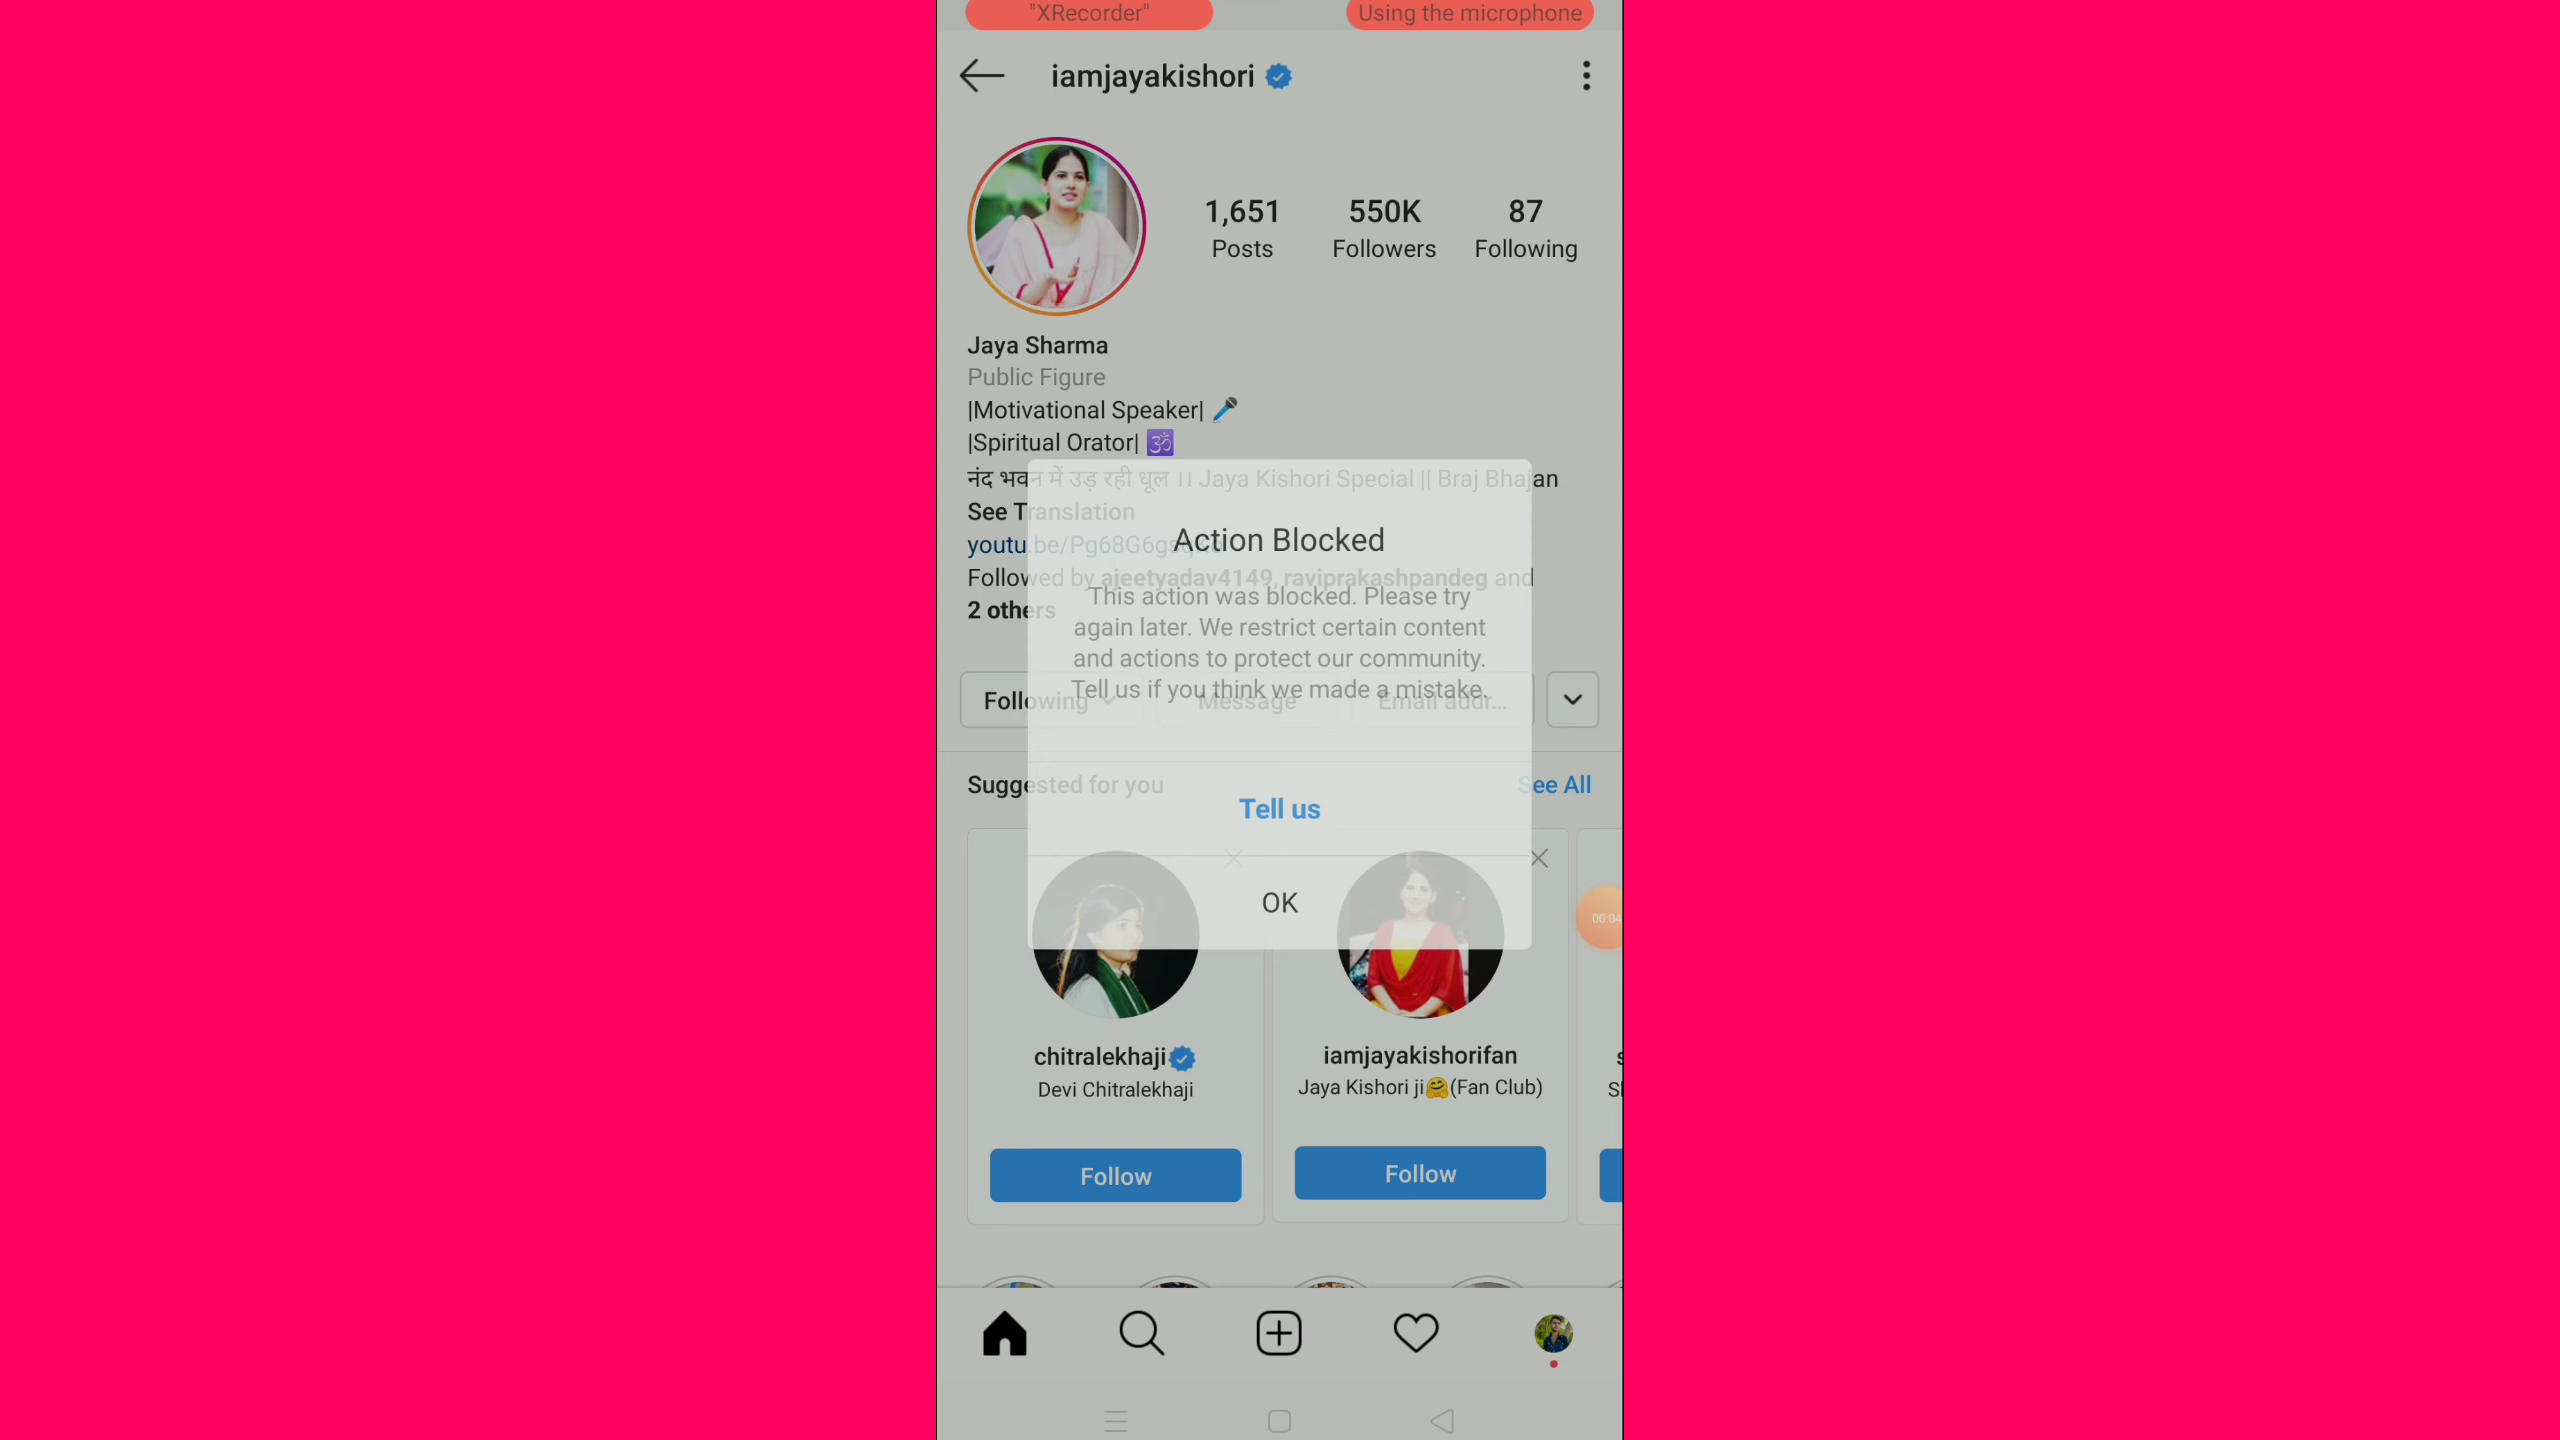 "XRecorder" Using the microphone
iamjayakishori
1,651 550K 87
Posts Followers Following
Jaya Sharma
Public Figure
|Motivational Speaker| 🎤
|Spiritual Orator| 🕉
नंद भवन में उड़ रही धूल ।। Jaya Kishori Special || Braj Bhajan
See Translation
Action Blocked
Followed by ajeetyadav4149, raviprakashpandeg and
2 others
This action was blocked. Please try
again later. We restrict certain content
and actions to protect our community.
Tell us if you think we made a mistake.
Following Message Email addr...
Suggested for you See All
Tell us
OK
00:04
chitralekhaji
Devi Chitralekhaji
Follow
iamjayakishorifan
Jaya Kishori ji🤗(Fan Club)
Follow